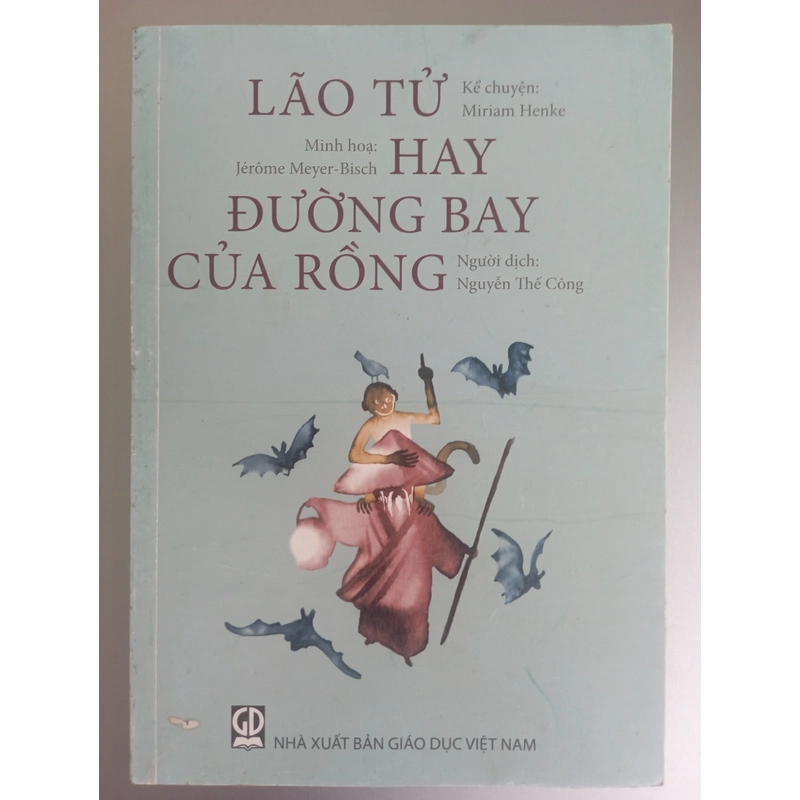 LÃO TỬ
Kể chuyện:
Miriam Henke
Minh hoạ:
Jérôme Meyer-Bisch
HAY
ĐƯỜNG BAY
CỦA RỒNG
Người dịch:
Nguyễn Thế Công
GD
NHÀ XUẤT BẢN GIÁO DỤC VIỆT NAM